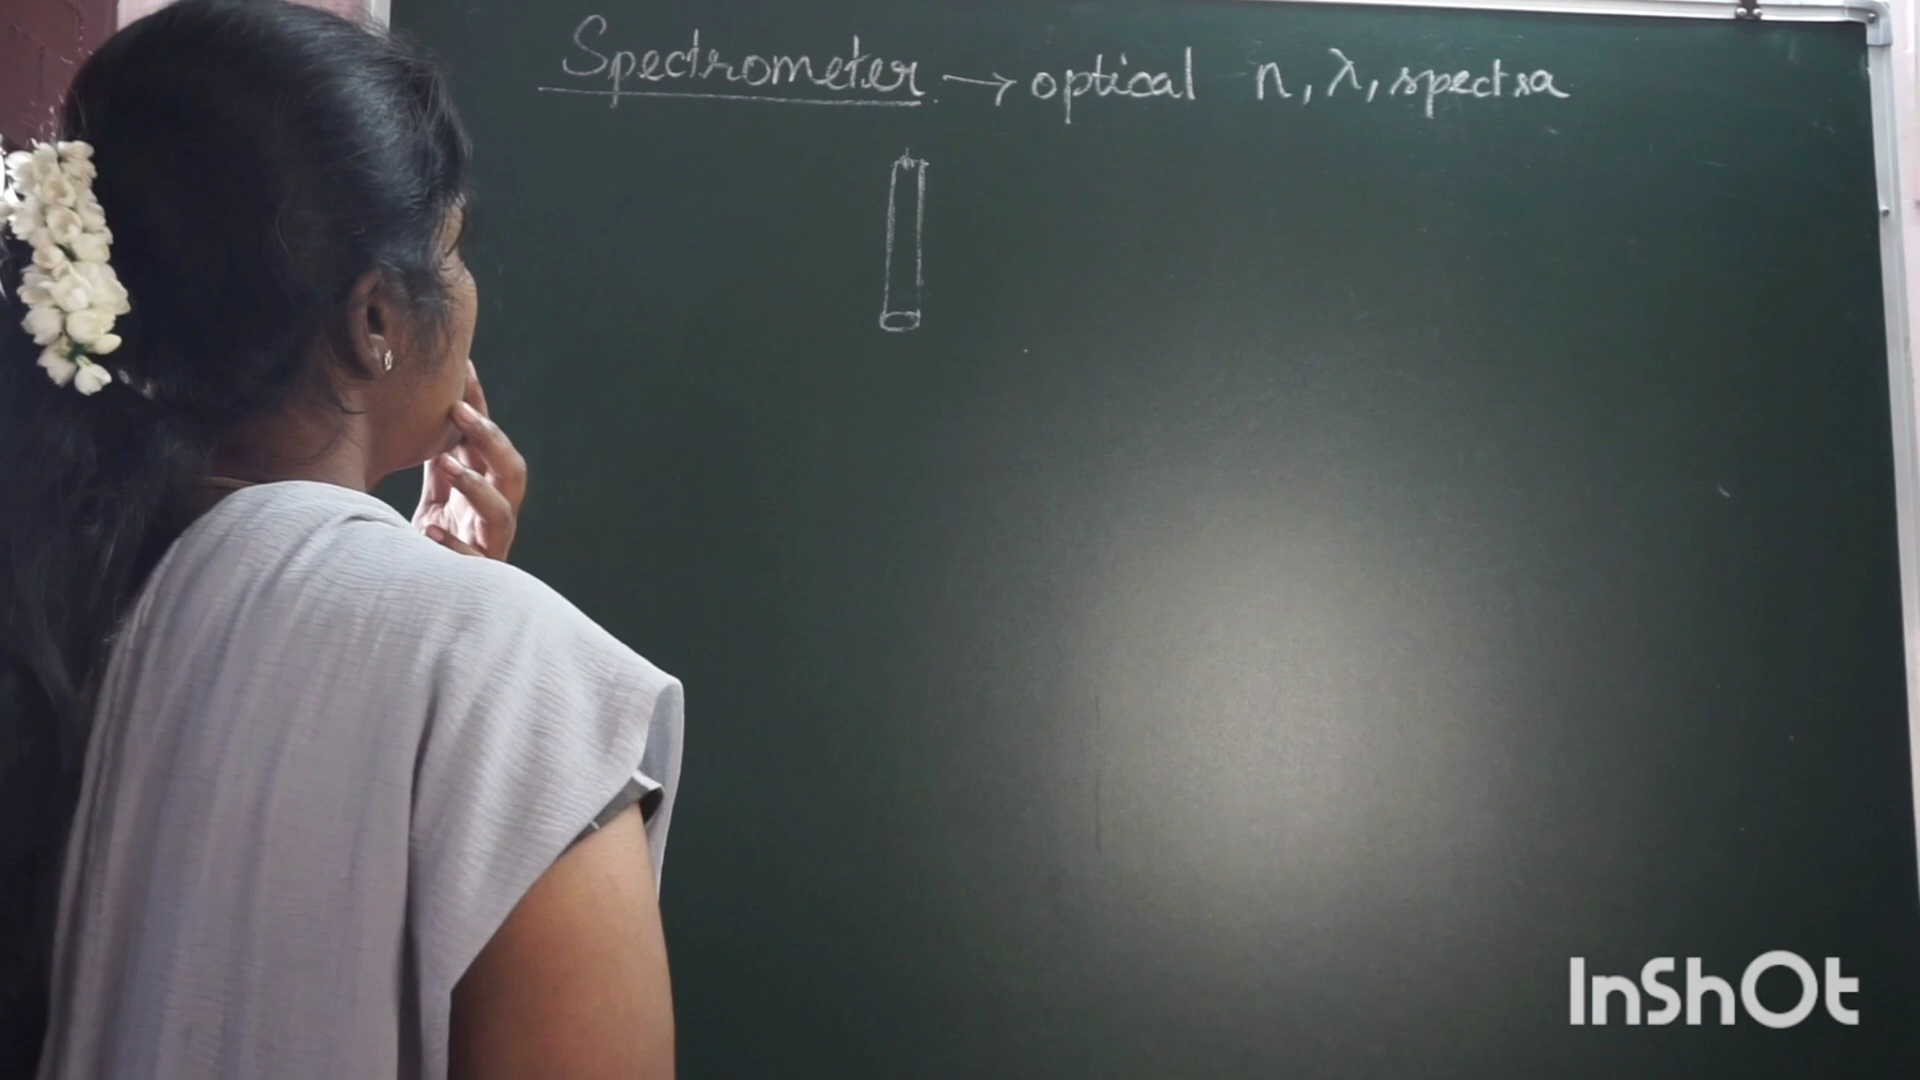 Spectrometer. → optical n, λ, spectra
InShOt